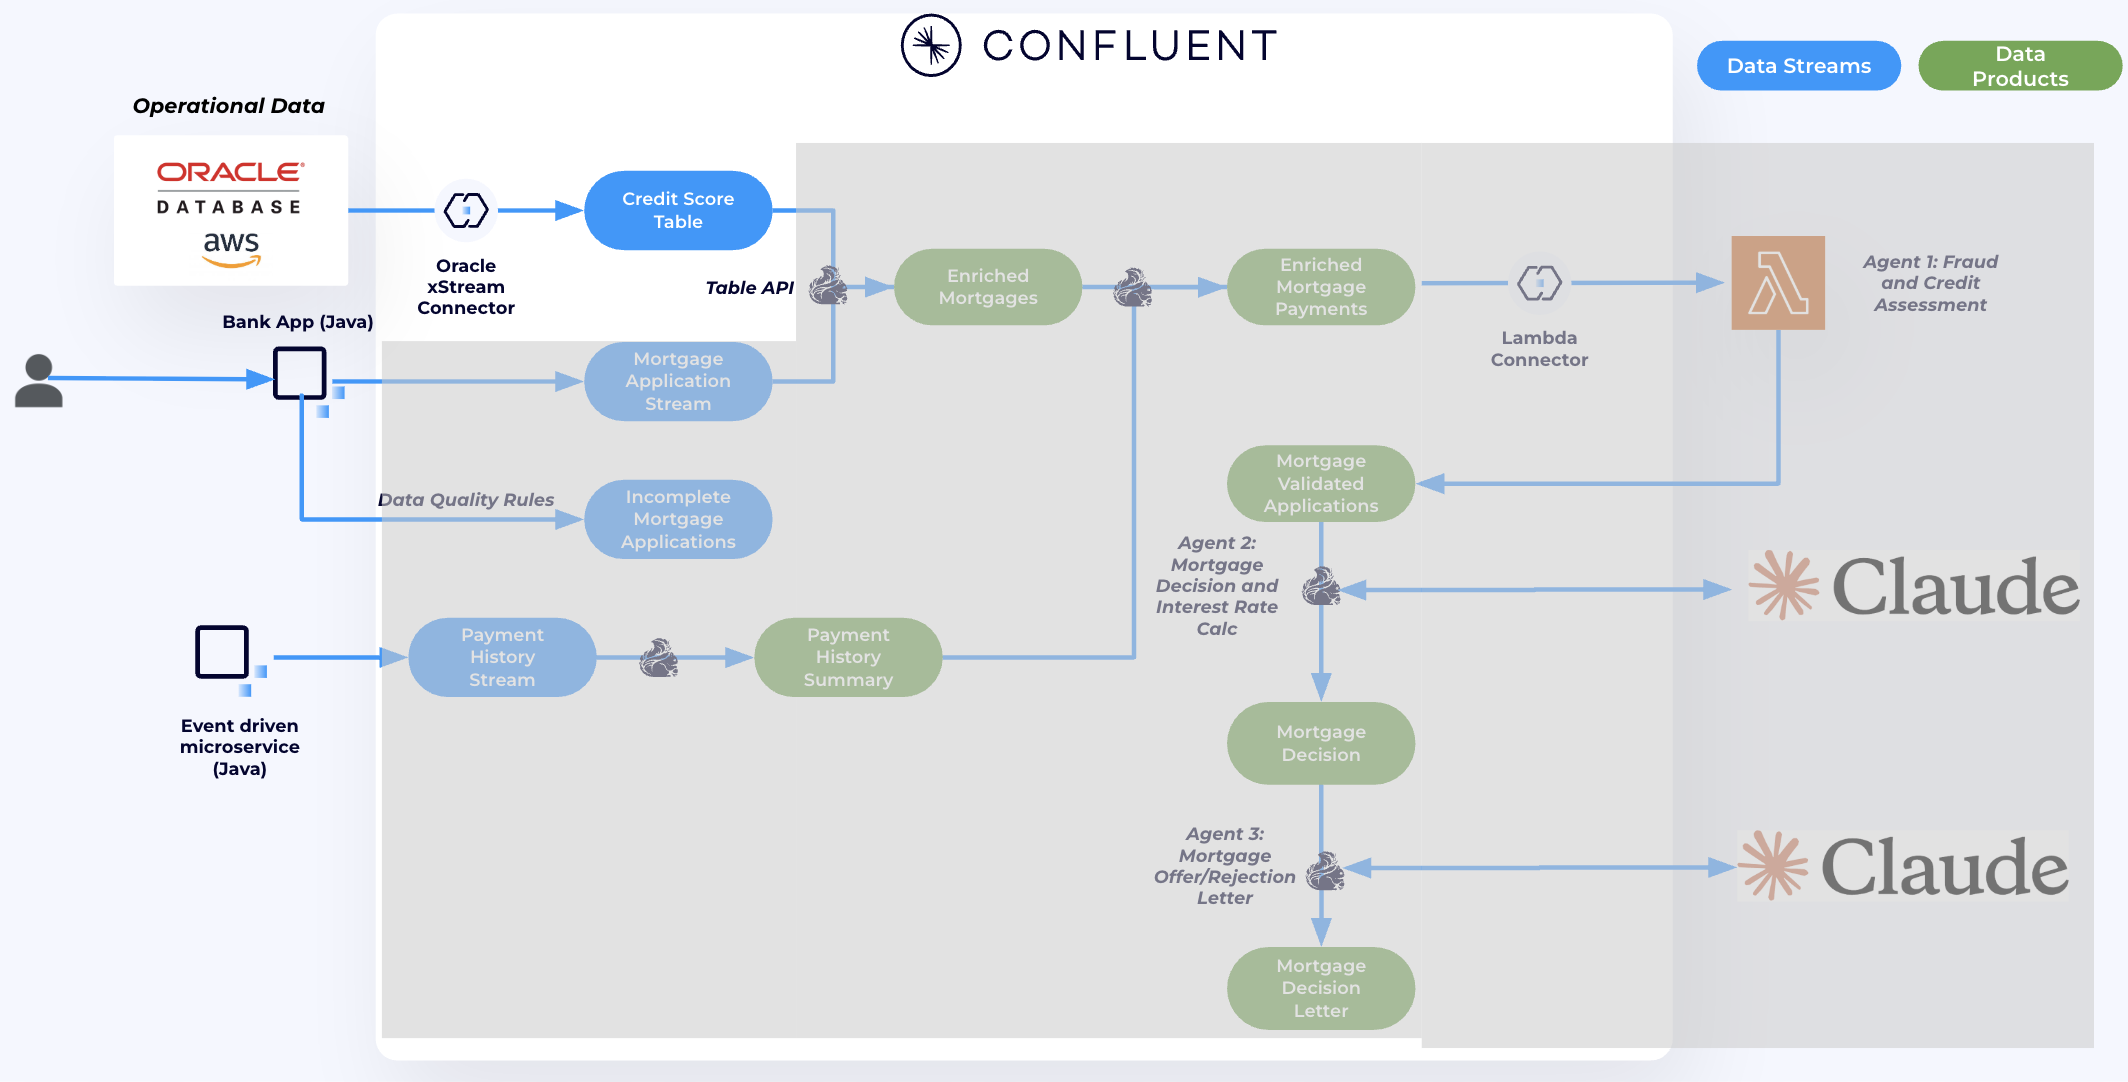 CONFLUENT
Data Streams
Data
Products
Operational Data
ORACLE
DATABASE
aws
Oracle
xStream
Connector
Credit Score
Table
Table API
Enriched
Mortgages
Enriched
Mortgage
Payments
Lambda
Connector
Agent 1: Fraud
and Credit
Assessment
Bank App (Java)
Mortgage
Application
Stream
Data Quality Rules
Incomplete
Mortgage
Applications
Mortgage
Validated
Applications
Agent 2:
Mortgage
Decision and
Interest Rate
Calc
Claude
Payment
History
Stream
Payment
History
Summary
Event driven
microservice
(Java)
Mortgage
Decision
Agent 3:
Mortgage
Offer/Rejection
Letter
Claude
Mortgage
Decision
Letter